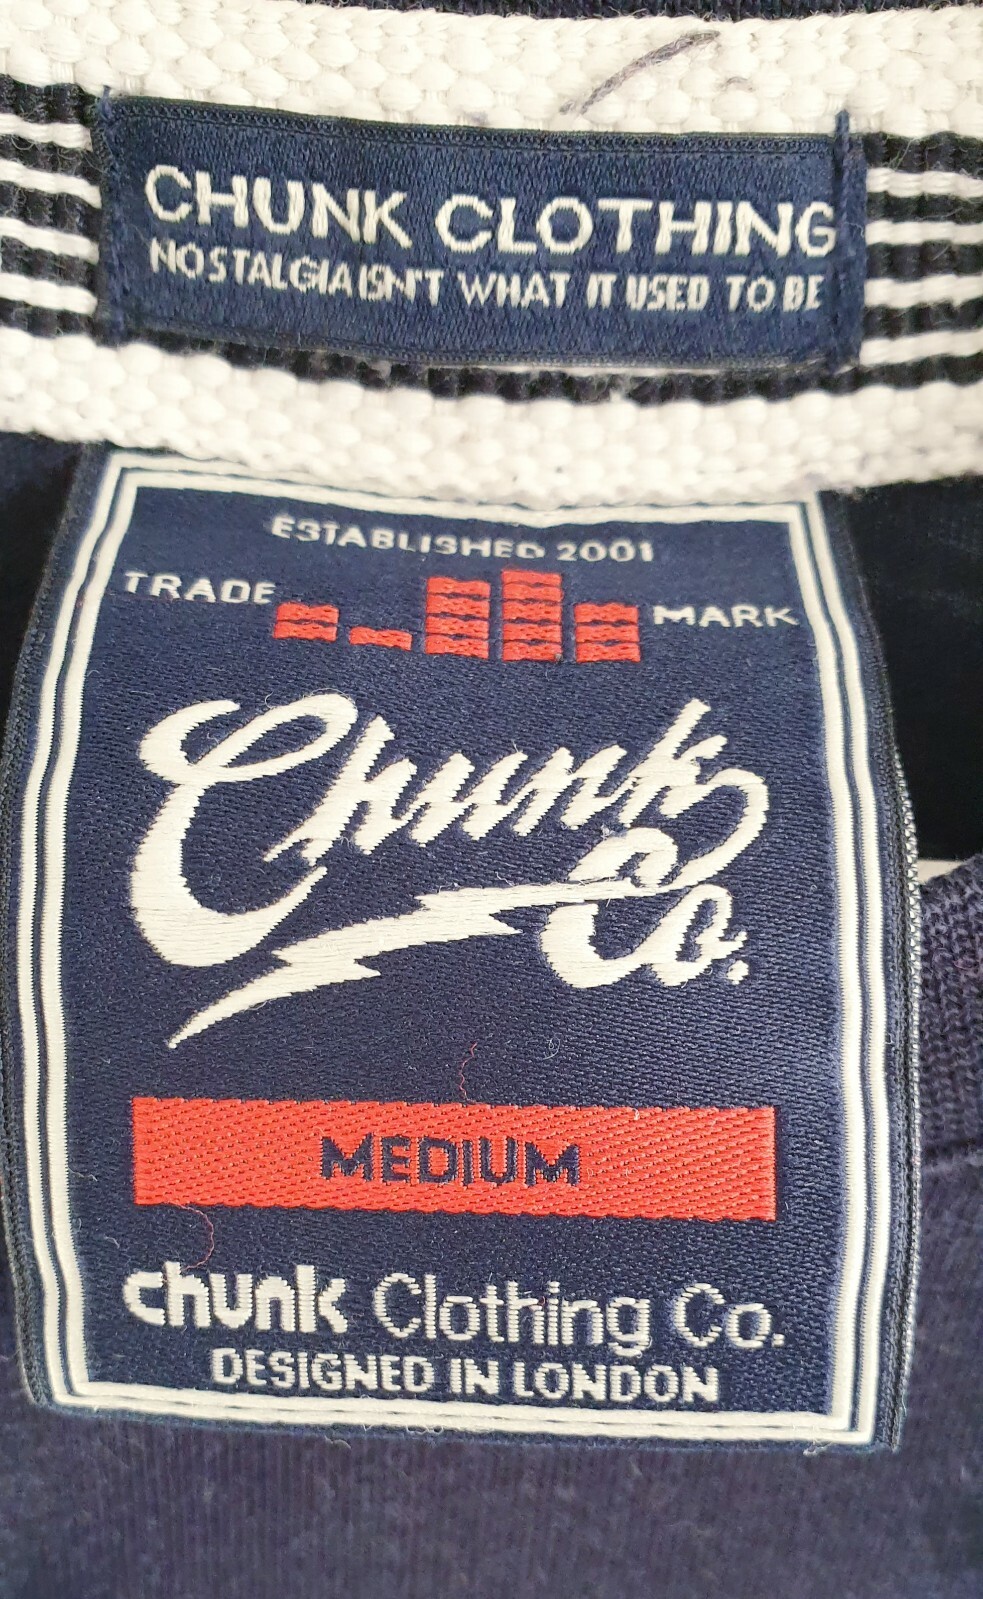 CHUNK CLOTHING
NOSTALGIA ISN'T WHAT IT USED TO BE
ESTABLISHED 2001
TRADE MARK
Chunk
Co.
MEDIUM
chunk Clothing Co.
DESIGNED IN LONDON